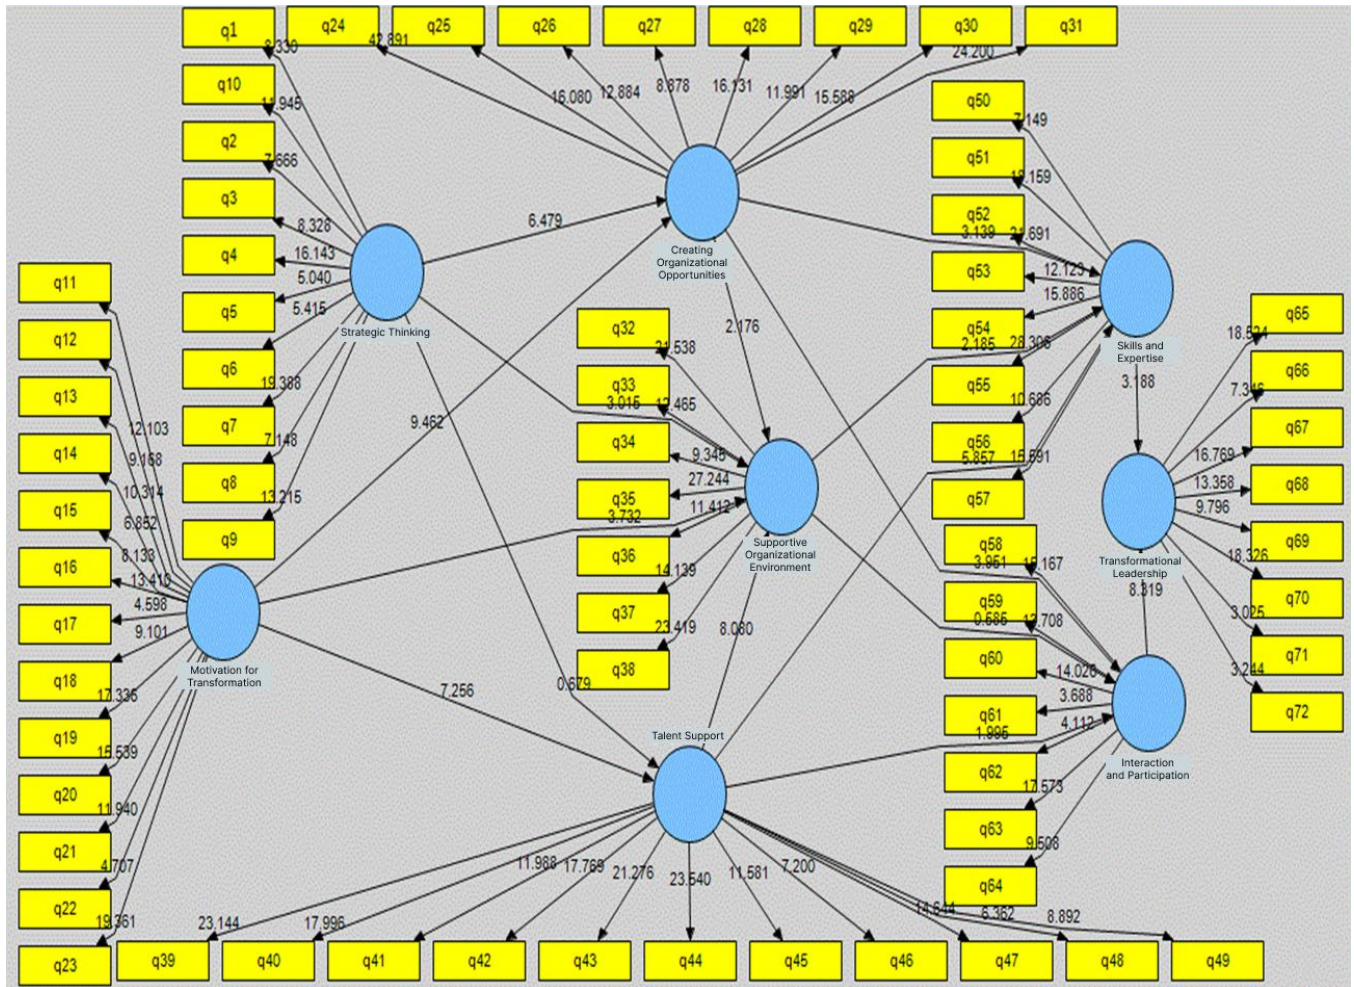 q1
q24
q25
q26
q27
q28
q29
q30
q31
8.330
42.891
16.080
12.884
8.878
16.131
11.991
15.588
24.200
q10
11.945
q2
7.666
q3
8.328
q4
16.143
q5
5.040
5.415
q6
19.388
q7
7.148
q8
13.215
q9
Strategic Thinking
6.479
Creating
Organizational
Opportunities
2.176
9.462
q50
7.149
q51
18.159
q52
3.139
21.691
q53
12.123
15.886
q54
2.185
28.306
q55
10.686
q56
5.857
15.591
q57
Skills and
Expertise
3.188
q11
q12
q13
q14
q15
q16
q17
q18
q19
q20
q21
q22
q23
12.103
9.168
10.314
6.852
8.133
13.410
4.598
9.101
17.335
15.539
11.940
4.707
19.361
Motivation for
Transformation
q32
21.538
q33
3.015
12.465
q34
9.345
27.244
q35
3.732
11.412
q36
14.139
q37
23.419
q38
Supportive
Organizational
Environment
8.080
7.256
0.679
q65
18.524
q66
7.346
q67
16.769
13.358
q68
9.796
q69
18.326
q70
3.025
q71
3.244
q72
Transformational
Leadership
8.319
q58
3.951
15.167
q59
0.685
12.708
q60
14.026
3.688
q61
1.995
4.112
q62
17.573
q63
9.508
q64
Interaction
and Participation
Talent Support
23.144
17.996
11.988
17.769
21.276
23.540
11.581
7.200
14.644
6.362
8.892
q39
q40
q41
q42
q43
q44
q45
q46
q47
q48
q49